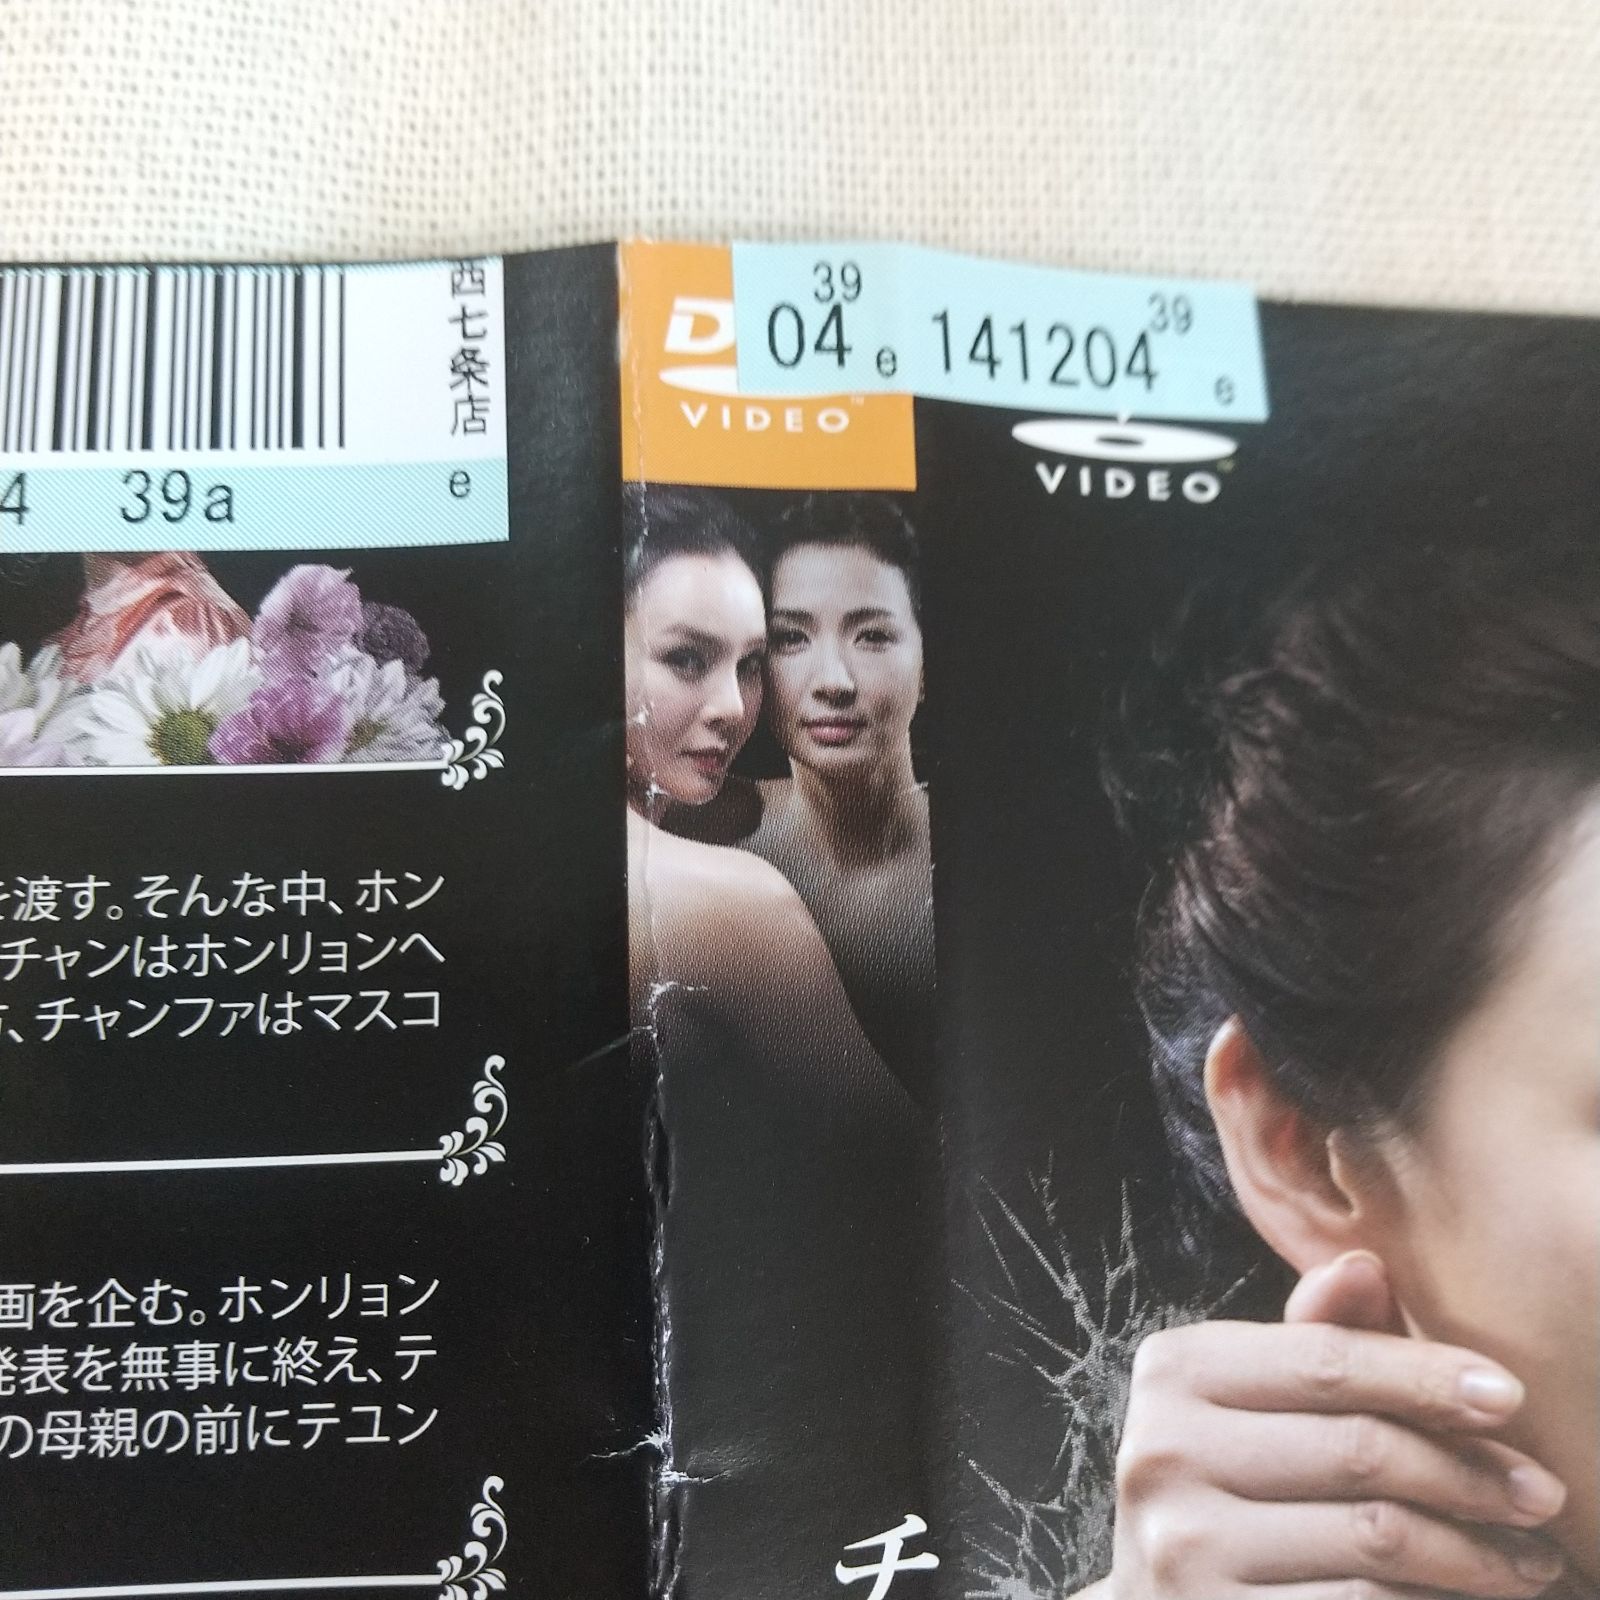 西七条店
4 39a e
を渡す。そんな中、ホン
チャンはホンリョンへ
、チャンファはマスコ
画を企む。ホンリョン
発表を無事に終え、テ
の母親の前にテユン
39
04 e 141204 39 e
VIDEO
VIDEO
チ